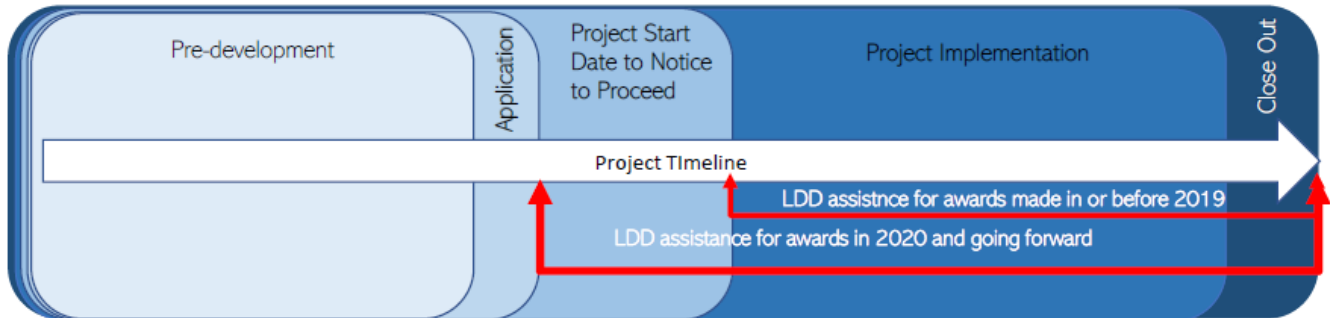 Pre-development
Application
Project Start
Date to Notice
to Proceed
Project Implementation
Close Out
Project TImeline
LDD assistnce for awards made in or before 2019
LDD assistance for awards in 2020 and going forward